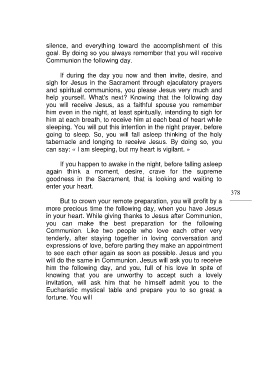 silence, and everything toward the accomplishment of this
goal. By doing so you always remember that you will receive
Communion the following day.
If during the day you now and then invite, desire, and
sigh for Jesus in the Sacrament through ejaculatory prayers
and spiritual communions, you please Jesus very much and
help yourself. What's next? Knowing that the following day
you will receive Jesus, as a faithful spouse you remember
him even in the night, at least spiritually, intending to sigh for
him at each breath, to receive him at each beat of heart while
sleeping. You will put this intention in the night prayer, before
going to sleep. So, you will fall asleep thinking of the holy
tabernacle and longing to receive Jesus. By doing so, you
can say: « I am sleeping, but my heart is vigilant. »
If you happen to awake in the night, before falling asleep
again think a moment, desire, crave for the supreme
goodness in the Sacrament, that is looking and waiting to
enter your heart.
378
But to crown your remote preparation, you will profit by a
more precious time the following day, when you have Jesus
in your heart. While giving thanks to Jesus after Communion,
you can make the best preparation for the following
Communion. Like two people who love each other very
tenderly, after staying together in loving conversation and
expressions of love, before parting they make an appointment
to see each other again as soon as possible. Jesus and you
will do the same in Communion. Jesus will ask you to receive
him the following day, and you, full of his love in spite of
knowing that you are unworthy to accept such a lovely
invitation, will ask him that he himself admit you to the
Eucharistic mystical table and prepare you to so great a
fortune. You will